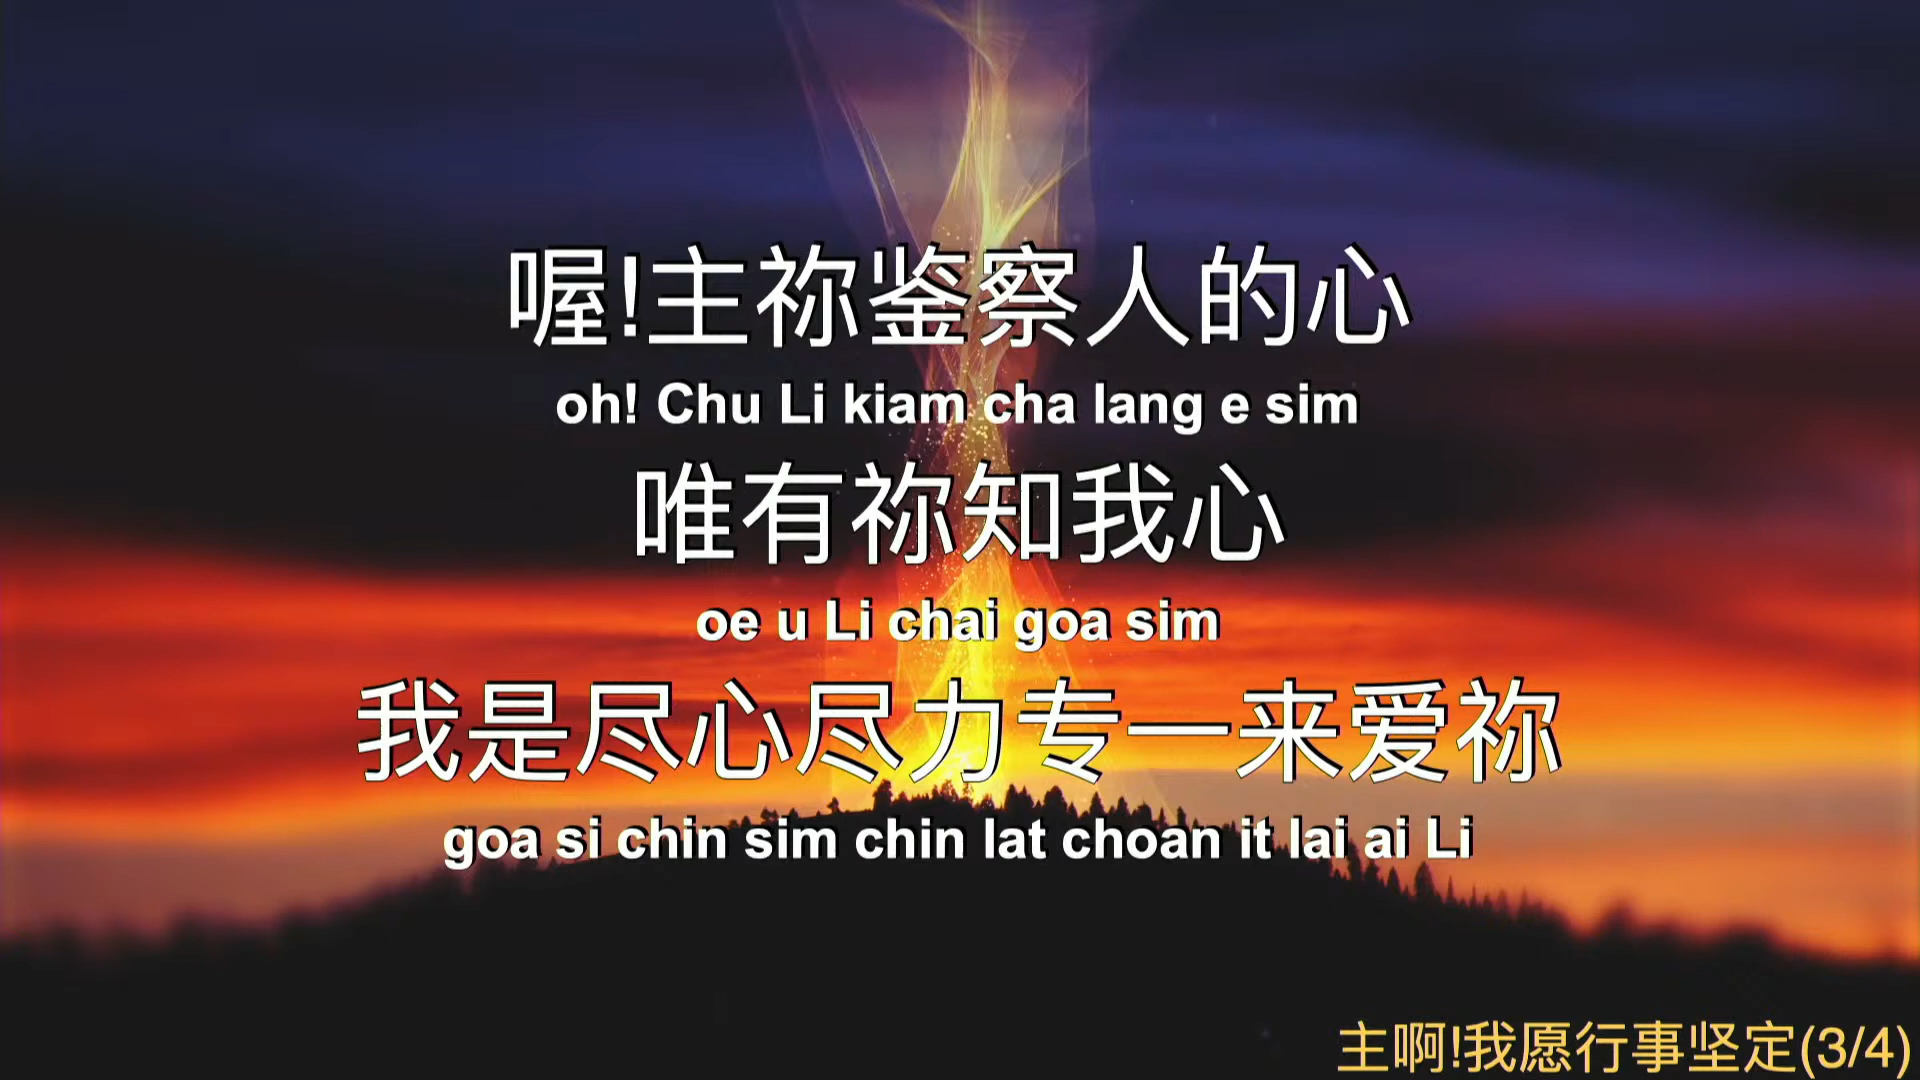 喔!主祢鉴察人的心
oh! Chu Li kiam cha lang e sim
唯有祢知我心
oe u Li chai goa sim
我是尽心尽力专一来爱祢
goa si chin sim chin lat choan it lai ai Li
主啊!我愿行事坚定(3/4)